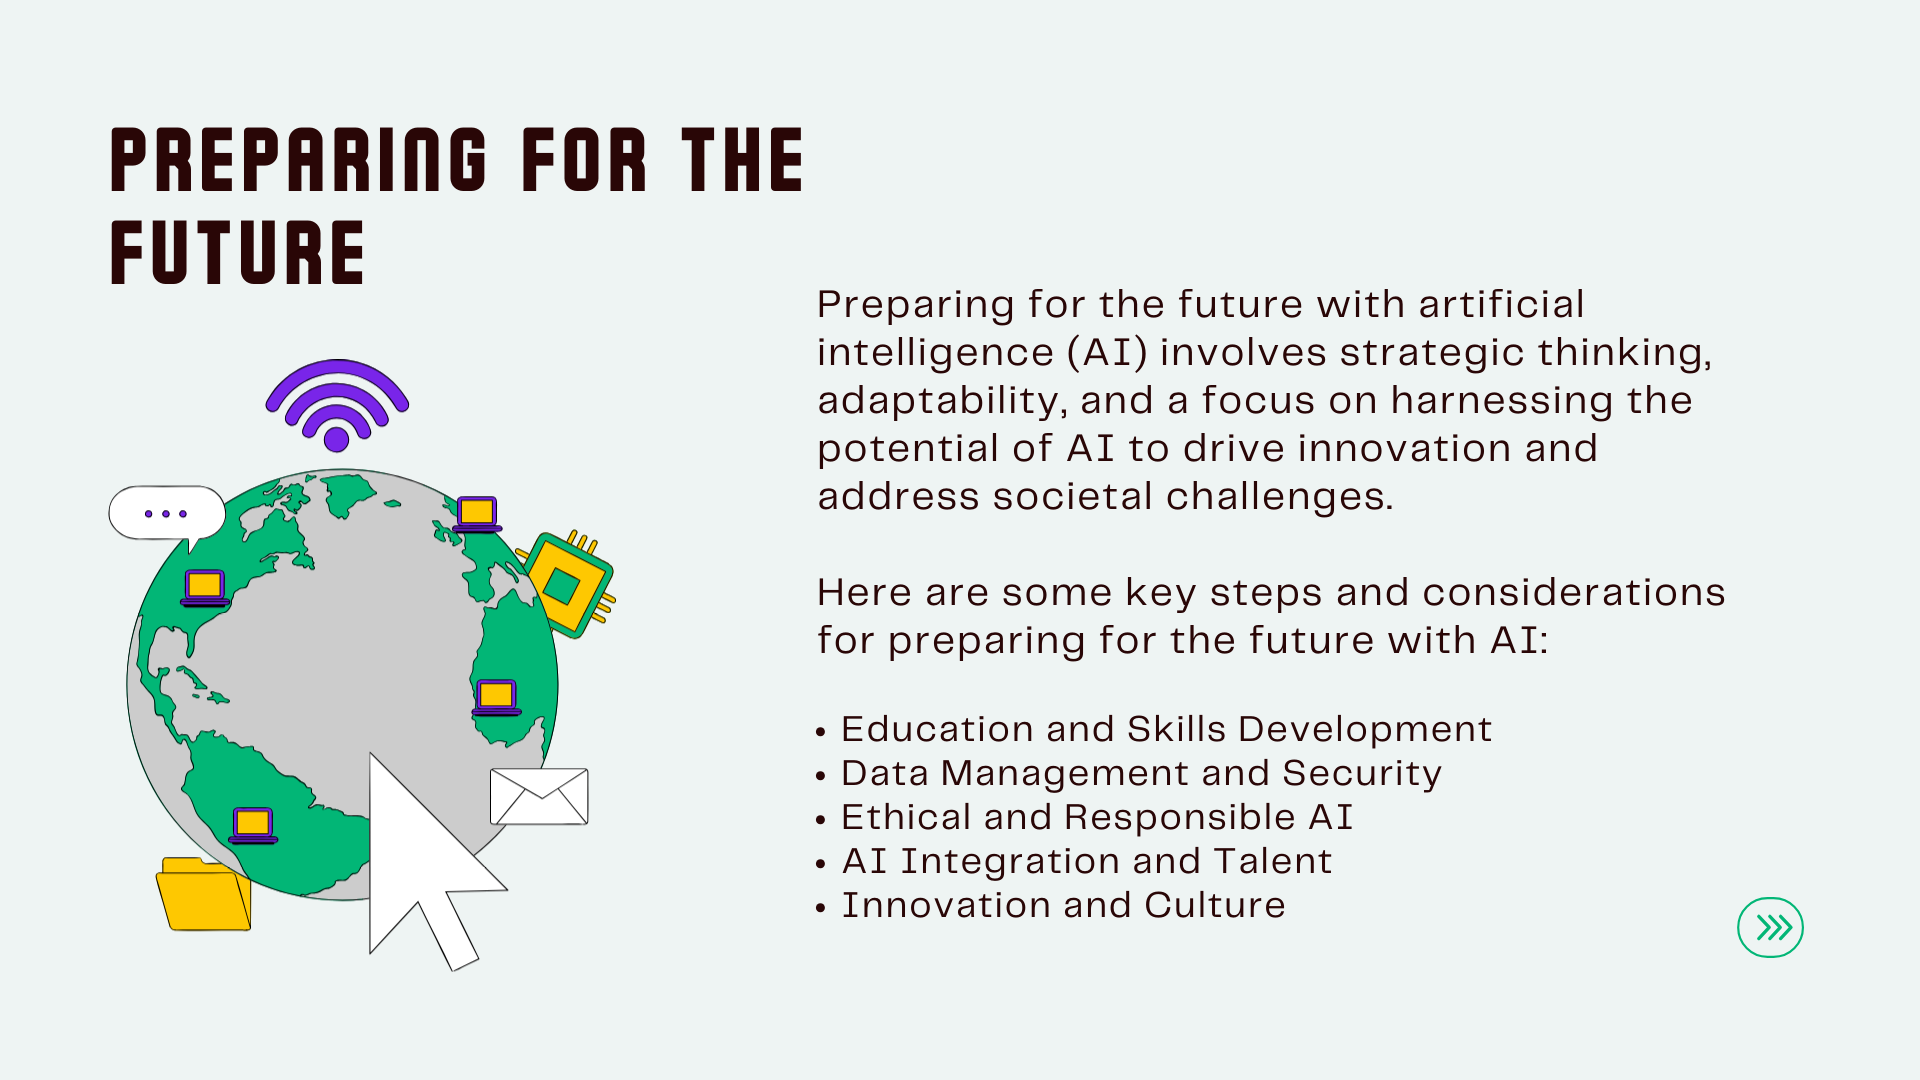 PREPARING FOR THE
FUTURE
Preparing for the future with artificial
intelligence (AI) involves strategic thinking,
adaptability, and a focus on harnessing the
potential of AI to drive innovation and
address societal challenges.
Here are some key steps and considerations
for preparing for the future with AI:
• Education and Skills Development
• Data Management and Security
• Ethical and Responsible AI
• AI Integration and Talent
• Innovation and Culture